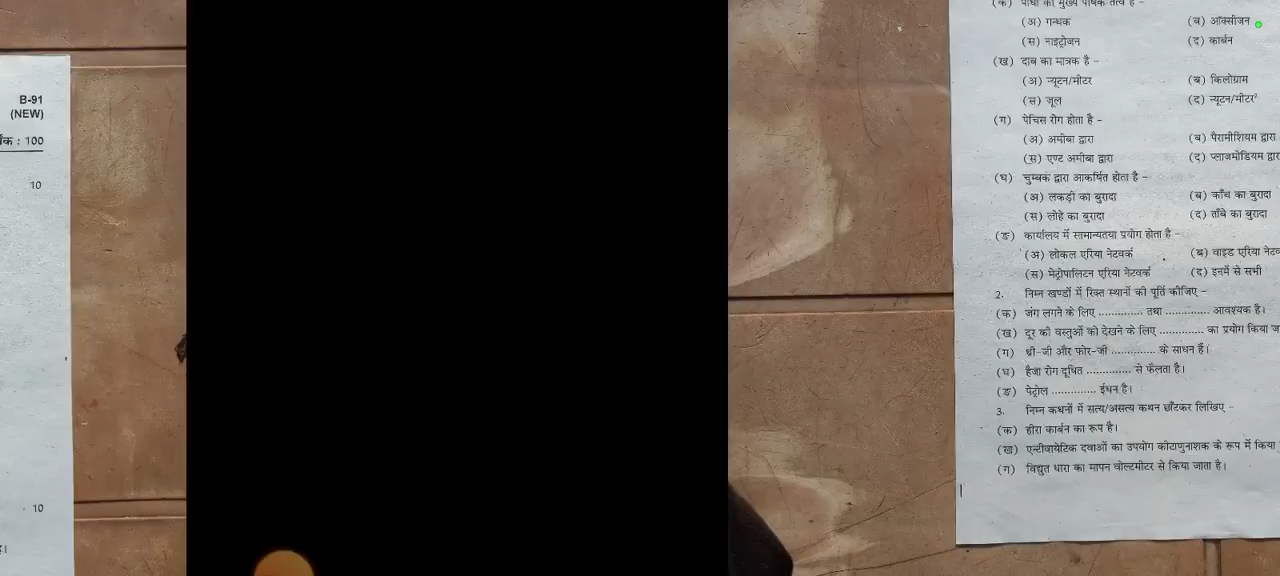 B-91
(NEW)
: 100
10
10
(अ) गन्धक (ब) ऑक्सीजन
(स) नाइट्रोजन (द) कार्बन
(ख) दाब का मात्रक है -
(अ) न्यूटन/मीटर (ब) किलोग्राम
(स) जूल (द) न्यूटन/मीटर²
(ग) पेचिस रोग होता है -
(अ) अमीबा द्वारा (ब) पैरामीशियम द्वारा
(स) एण्ट अमीबा द्वारा (द) प्लाजमोडियम द्वारा
(घ) चुम्बक द्वारा आकर्षित होता है -
(अ) लकड़ी का बुरादा (ब) काँच का बुरादा
(स) लोहे का बुरादा (द) ताँबे का बुरादा
(ङ) कार्यालय में सामान्यतया प्रयोग होता है -
(अ) लोकल एरिया नेटवर्क (ब) वाइड एरिया
(स) मेट्रोपालिटन एरिया नेटवर्क (द) इनमें से सभी
2. निम्न खण्डों में रिक्त स्थानों की पूर्ति कीजिए -
(क) जंग लगने के लिए .............. तथा .............. आवश्यक है।
(ख) दूर की वस्तुओं को देखने के लिए .............. का प्रयोग किया
(ग) थ्री-जी और फोर-जी .............. के साधन हैं।
(घ) हैजा रोग दूषित .............. से फैलता है।
(ङ) पेट्रोल .............. ईंधन है।
3. निम्न कथनों में सत्य/असत्य कथन छाँटकर लिखिए -
(क) हीरा कार्बन का रूप है।
(ख) एन्टीवायेटिक दवाओं का उपयोग कीटाणुनाशक के रूप में किया
(ग) विद्युत धारा का मापन वोल्टमीटर से किया जाता है।